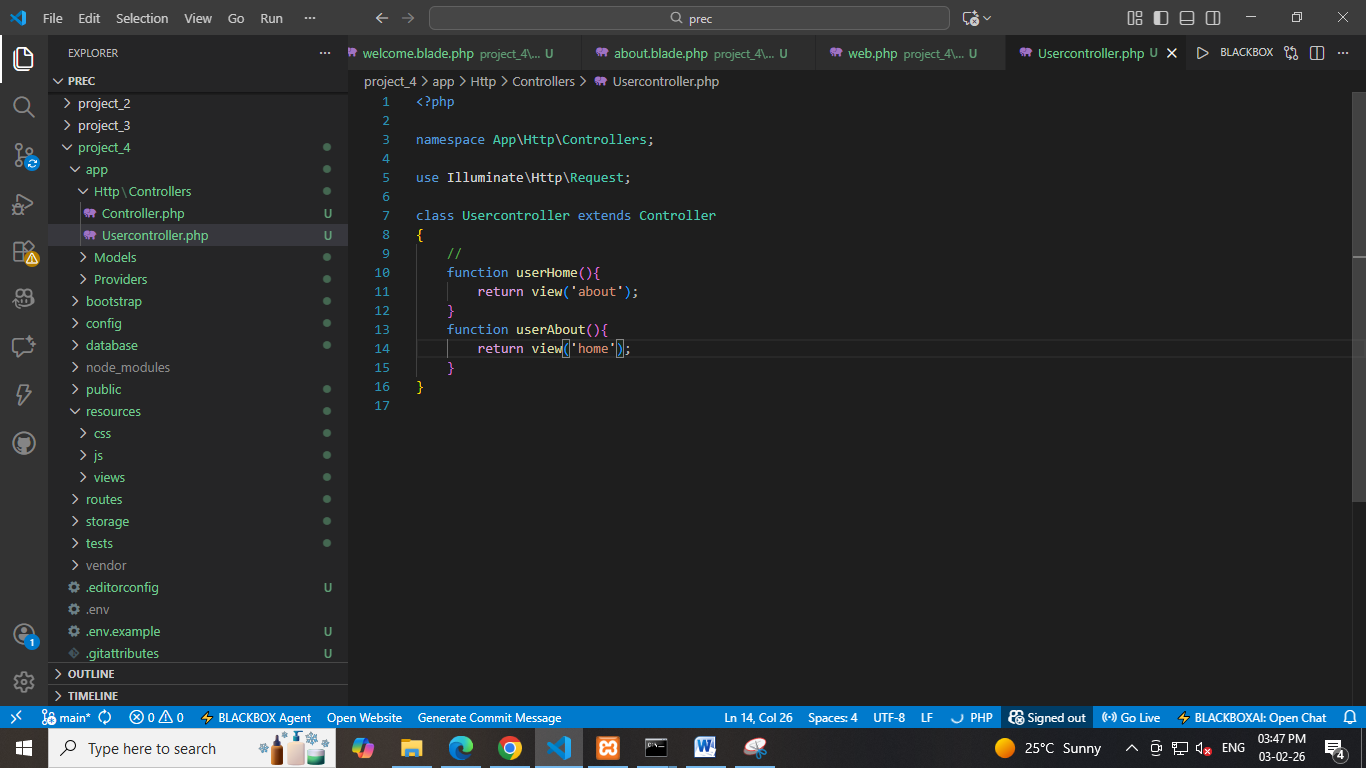 File Edit Selection View Go Run ··· prec
EXPLORER ···
welcome.blade.php project_4\... U about.blade.php project_4\... U web.php project_4\... U Usercontroller.php U BLACKBOX ···
PREC
project_2
project_3
project_4
app
Http\Controllers
Controller.php U
Usercontroller.php U
Models
Providers
bootstrap
config
database
node_modules
public
resources
css
js
views
routes
storage
tests
vendor
.editorconfig U
.env
.env.example U
.gitattributes U
OUTLINE
TIMELINE
1
project_4 > app > Http > Controllers > Usercontroller.php
1 <?php
2
3 namespace App\Http\Controllers;
4
5 use Illuminate\Http\Request;
6
7 class Usercontroller extends Controller
8 {
9 //
10 function userHome(){
11 return view('about');
12 }
13 function userAbout(){
14 return view('home');
15 }
16 }
17
main* 0 0 BLACKBOX Agent Open Website Generate Commit Message Ln 14, Col 26 Spaces: 4 UTF-8 LF PHP Signed out Go Live BLACKBOXAI: Open Chat
Type here to search 25°C Sunny ENG 03:47 PM
03-02-26 4